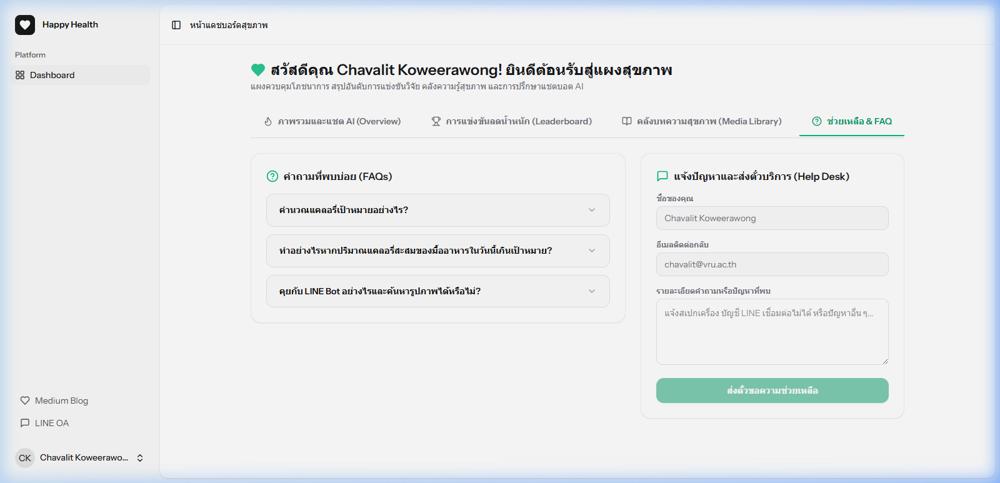 Happy Health
Platform
Dashboard
Medium Blog
LINE OA
CK
Chavalit Koweerawo...
หน้าแดชบอร์ดสุขภาพ
สวัสดีคุณ Chavalit Koweerawong! ยินดีต้อนรับสู่แผงสุขภาพ
แผงควบคุมโภชนาการ สรุปอันดับการแข่งขันวิจัย คลังความรู้สุขภาพ และการปรึกษาแชตบอต AI
ภาพรวมและแชต AI (Overview)
การแข่งขันลดน้ำหนัก (Leaderboard)
คลังบทความสุขภาพ (Media Library)
ช่วยเหลือ & FAQ
คำถามที่พบบ่อย (FAQs)
คำนวณแคลอรี่เป้าหมายอย่างไร?
ทำอย่างไรหากปริมาณแคลอรี่สะสมของมื้ออาหารในวันนี้เกินเป้าหมาย?
คุยกับ LINE Bot อย่างไรและค้นหารูปภาพได้หรือไม่?
แจ้งปัญหาและส่งตั๋วบริการ (Help Desk)
ชื่อของคุณ
Chavalit Koweerawong
อีเมลติดต่อกลับ
chavalit@vru.ac.th
รายละเอียดคำถามหรือปัญหาที่พบ
แจ้งสเปกเครื่อง บัญชี LINE เชื่อมต่อไม่ได้ หรือปัญหาอื่น ๆ...
ส่งตั๋วขอความช่วยเหลือ